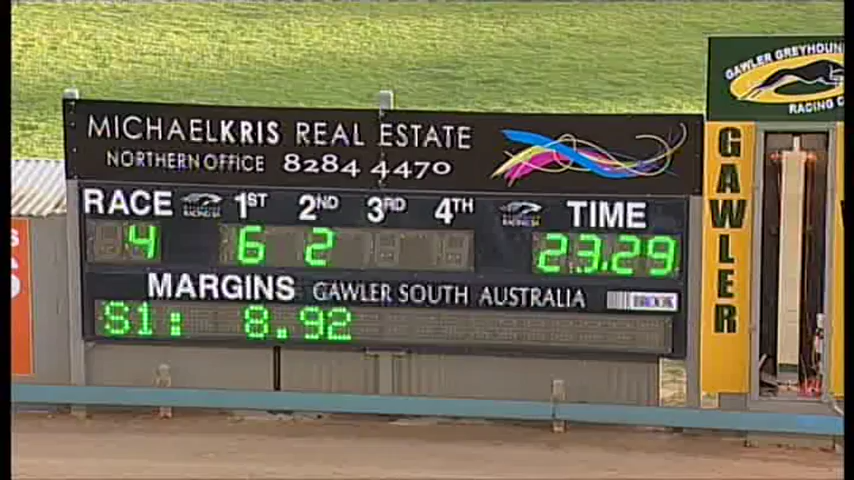 GAWLER GREYHOUND
RACING C
MICHAELKRIS REAL ESTATE
NORTHERN OFFICE 8284 4470
RACE 1ST 2ND 3RD 4TH TIME
4 6 2 23.29
MARGINS GAWLER SOUTH AUSTRALIA
S1: 8.92
GAWLER